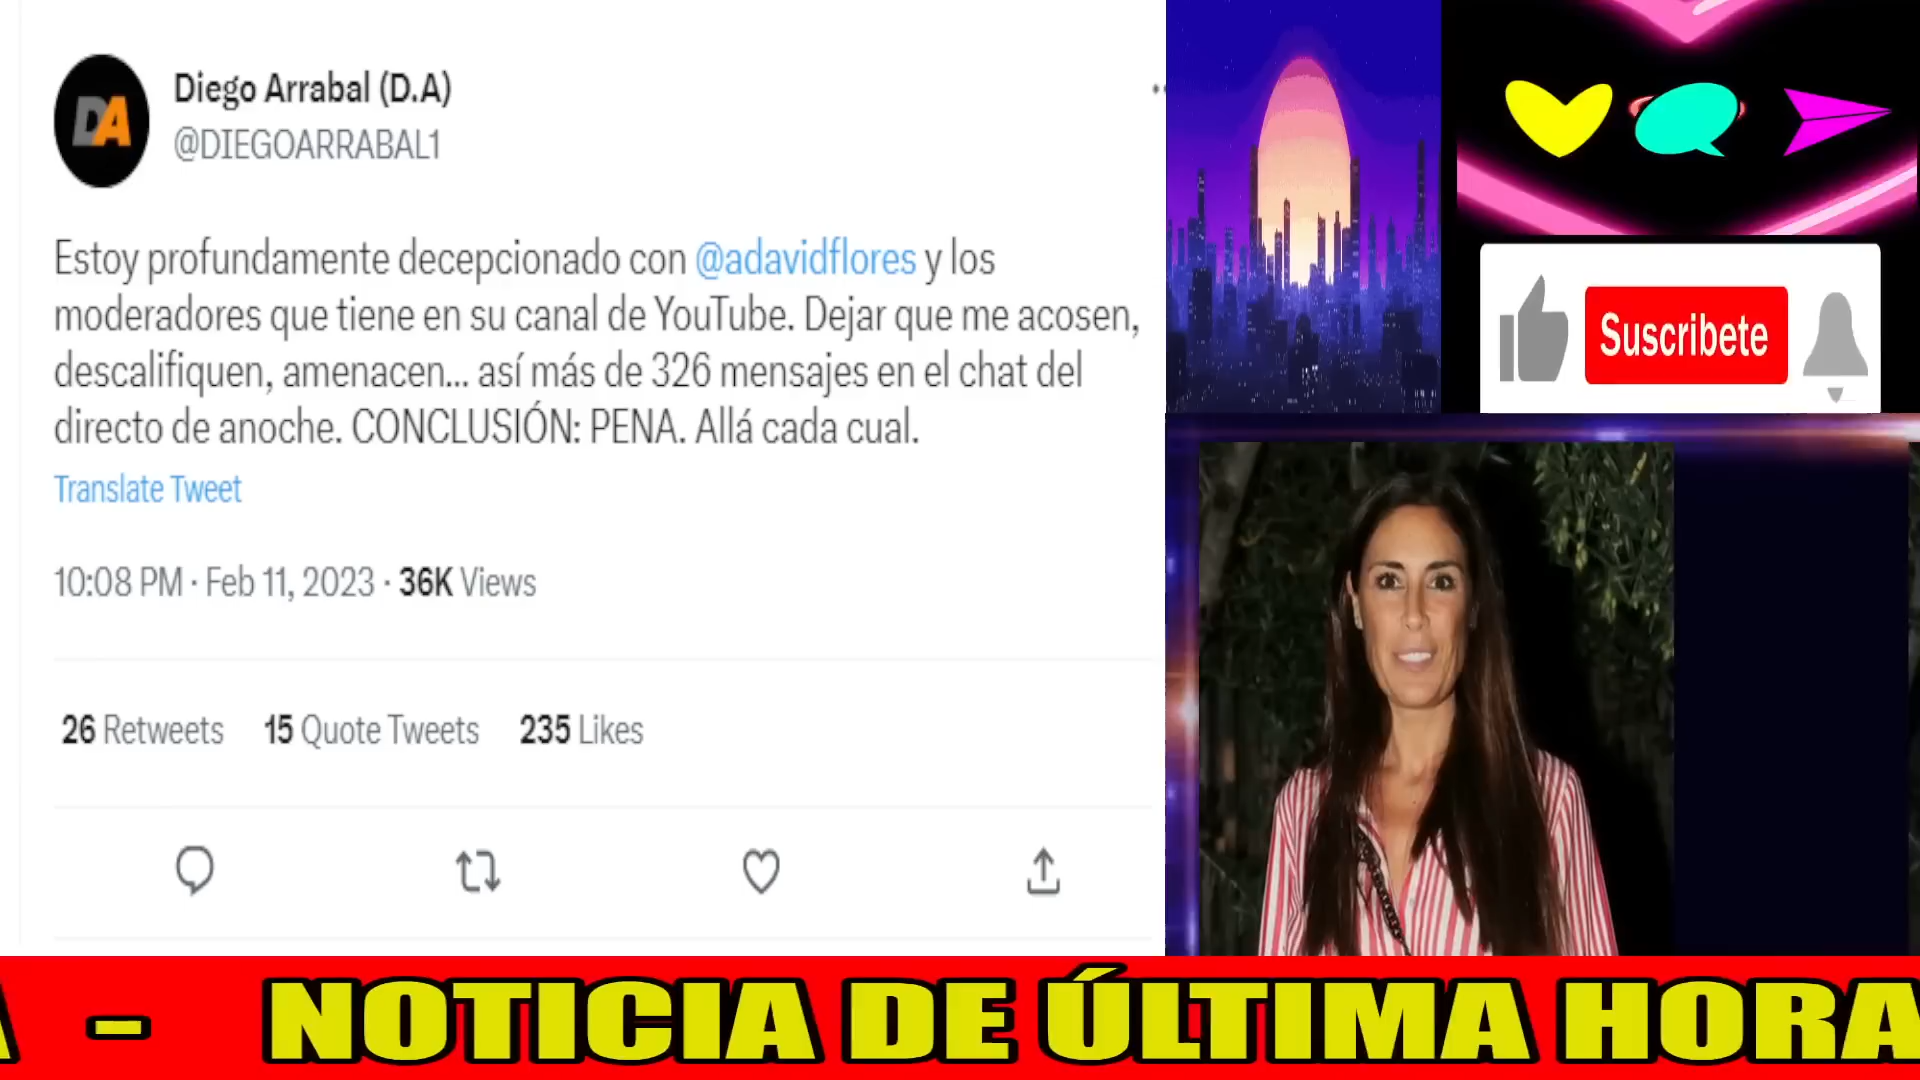 DA
Diego Arrabal (D.A)
@DIEGOARRABAL1
Estoy profundamente decepcionado con @adavidflores y los
moderadores que tiene en su canal de YouTube. Dejar que me acosen,
descalifiquen, amenacen... así más de 326 mensajes en el chat del
directo de anoche. CONCLUSIÓN: PENA. Allá cada cual.
Translate Tweet
10:08 PM · Feb 11, 2023 · 36K Views
26 Retweets 15 Quote Tweets 235 Likes
Suscribete
A - NOTICIA DE ÚLTIMA HORA